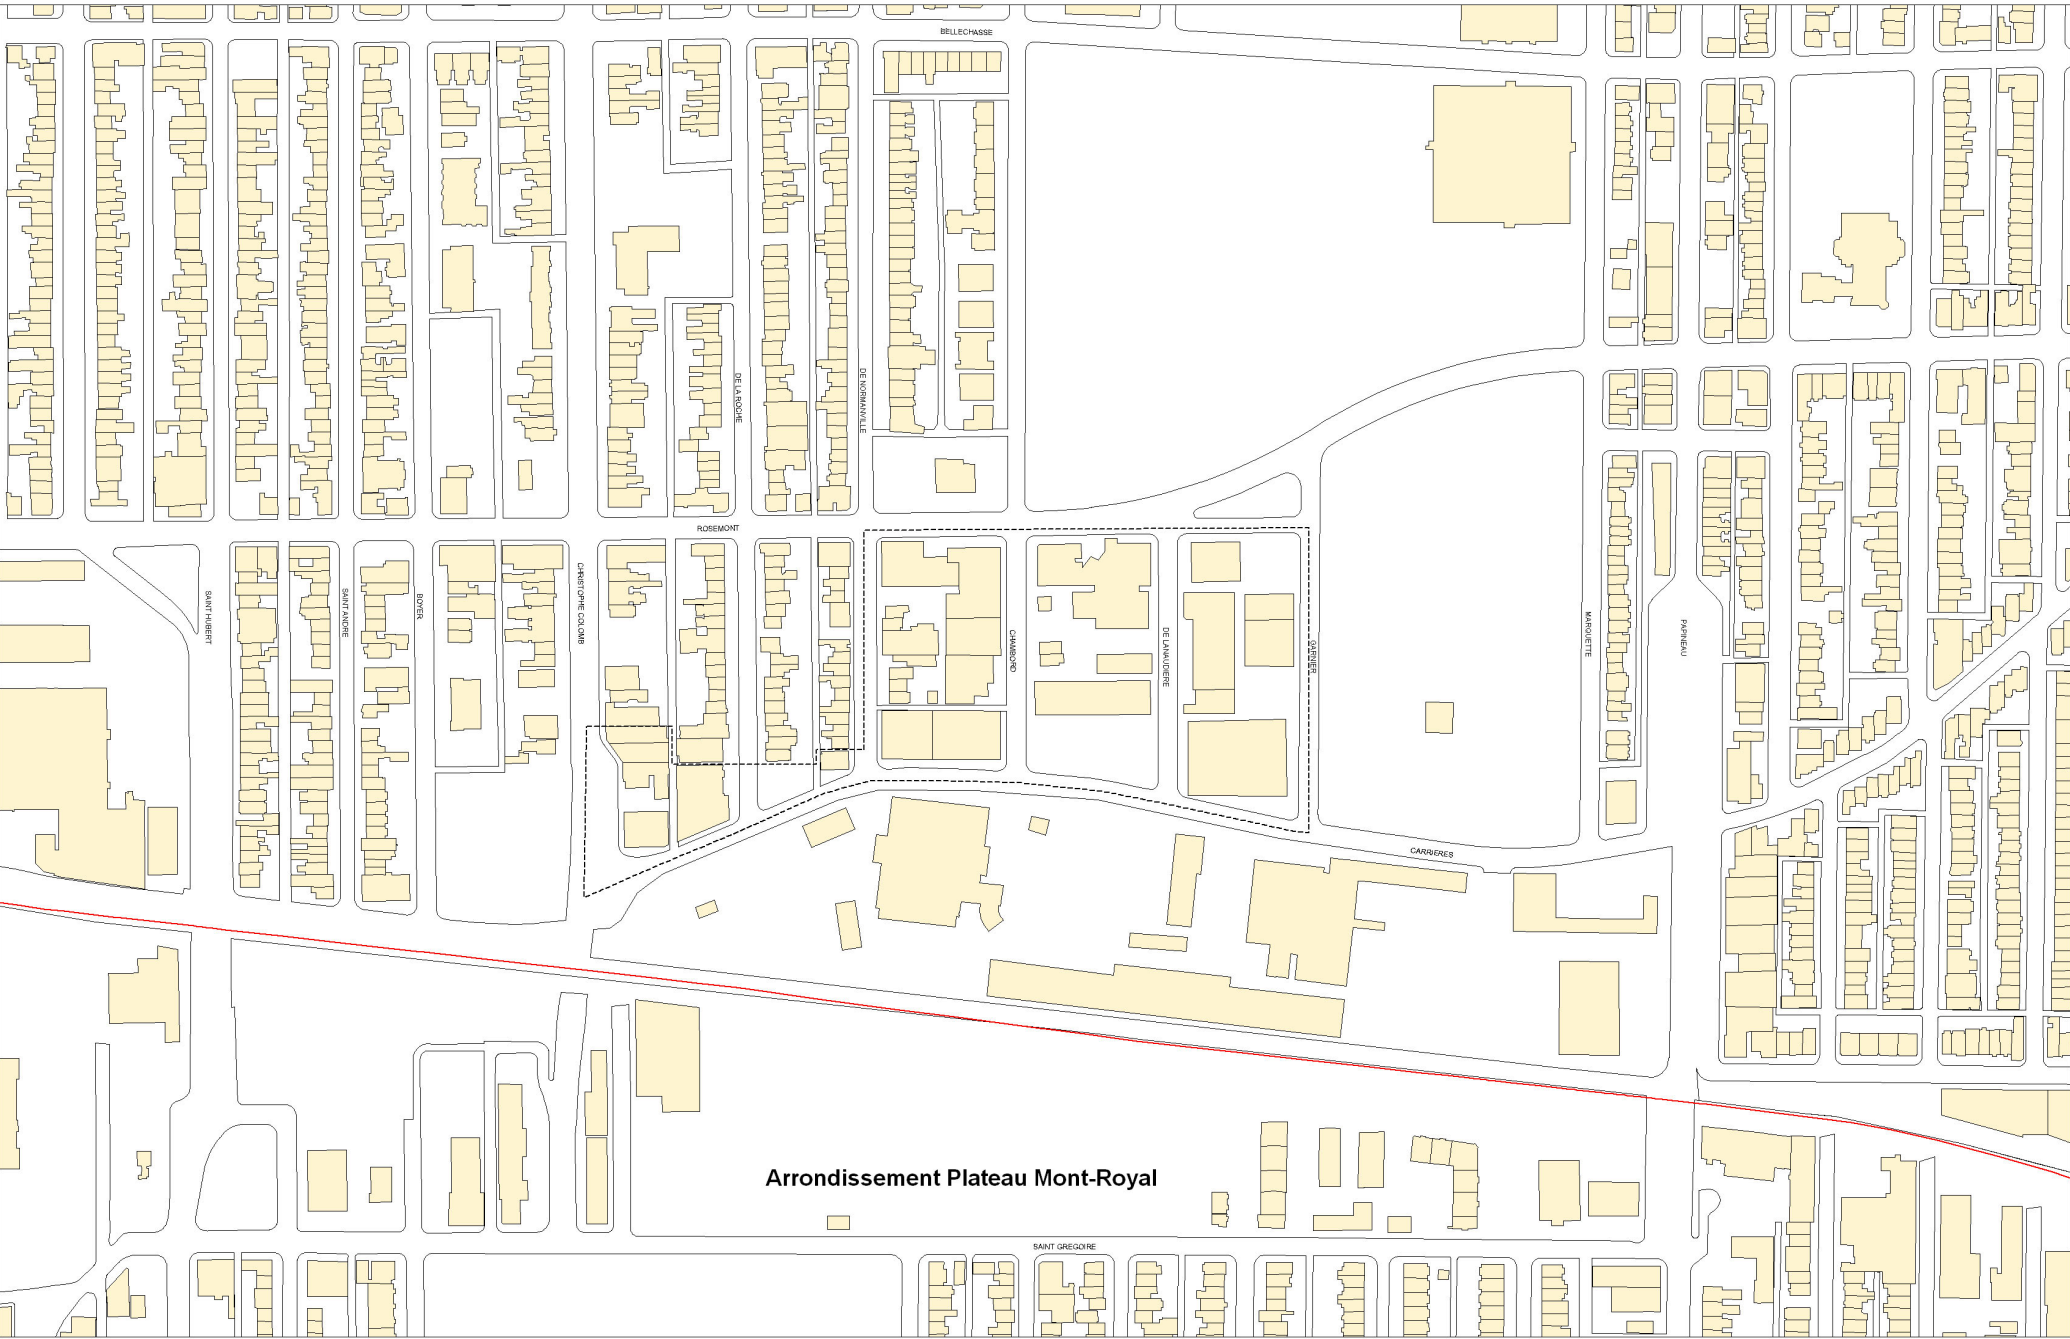 BELLECHASSE
DE LA ROCHE
DE NORMANVILLE
ROSEMONT
SAINT HUBERT
SAINT ANDRE
BOYER
CHRISTOPHE COLOMB
CHAMBORD
DE LANAUDIERE
GARNIER
MARQUETTE
PAPINEAU
CARRIERES
Arrondissement Plateau Mont-Royal
SAINT GREGOIRE